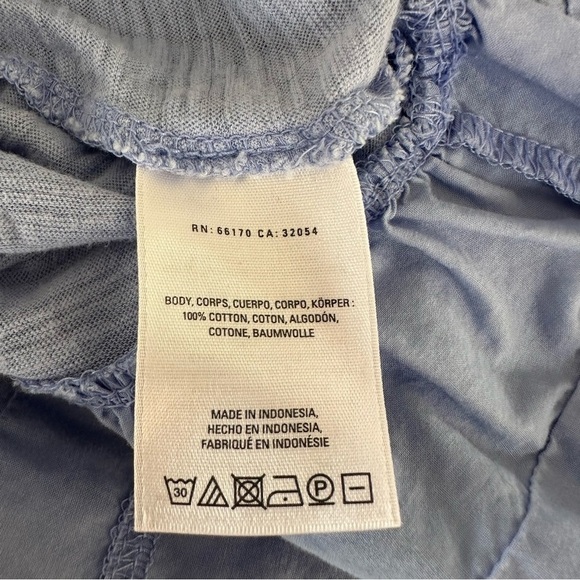 RN: 66170 CA: 32054
BODY, CORPS, CUERPO, CORPO, KÖRPER :
100% COTTON, COTON, ALGODÓN,
COTONE, BAUMWOLLE
MADE IN INDONESIA,
HECHO EN INDONESIA,
FABRIQUÉ EN INDONÉSIE
30 P